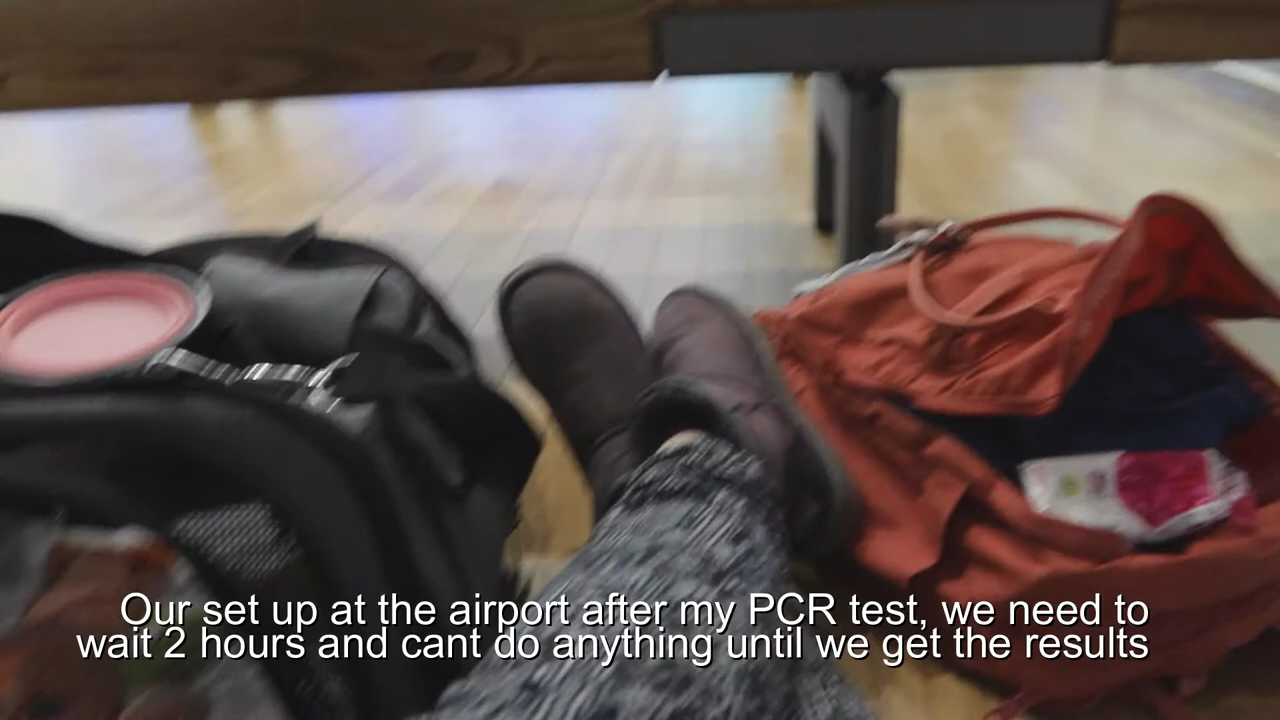 Our set up at the airport after my PCR test, we need to
wait 2 hours and cant do anything until we get the results